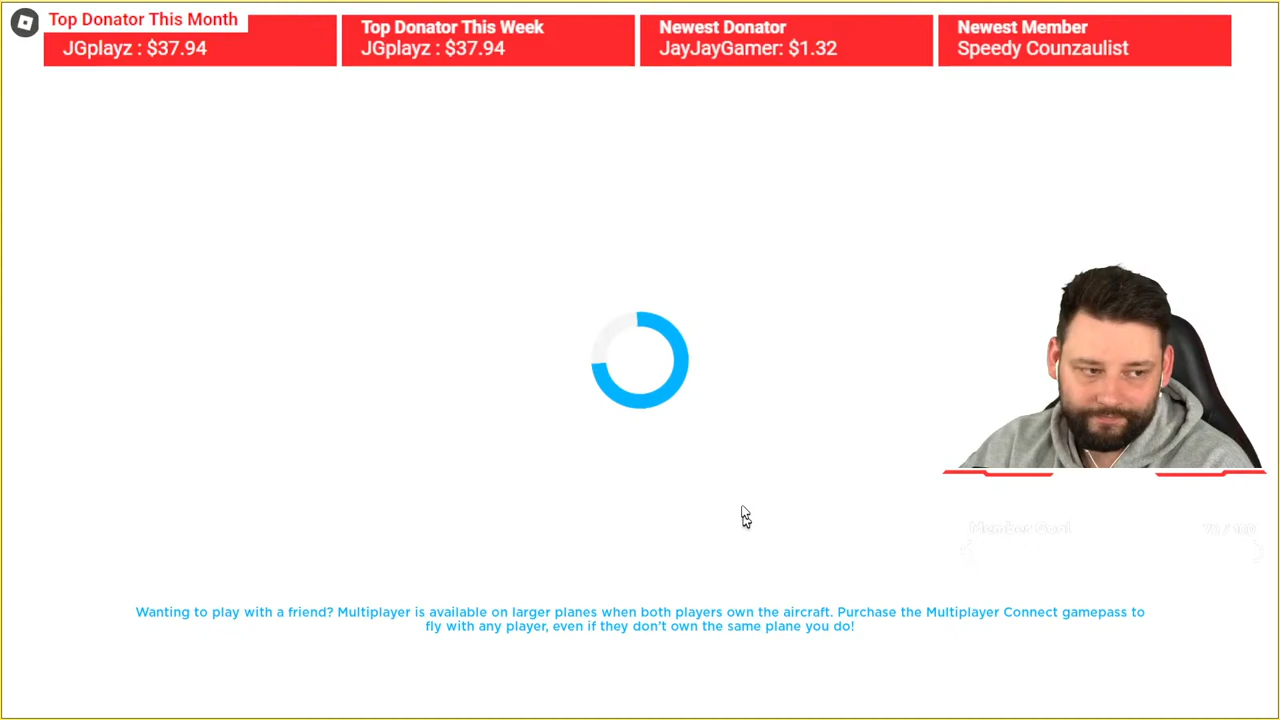 Top Donator This Month
JGplayz : $37.94
Top Donator This Week
JGplayz : $37.94
Newest Donator
JayJayGamer: $1.32
Newest Member
Speedy Counzaulist
Member Goal
Wanting to play with a friend? Multiplayer is available on larger planes when both players own the aircraft. Purchase the Multiplayer Connect gamepass to
fly with any player, even if they don't own the same plane you do!